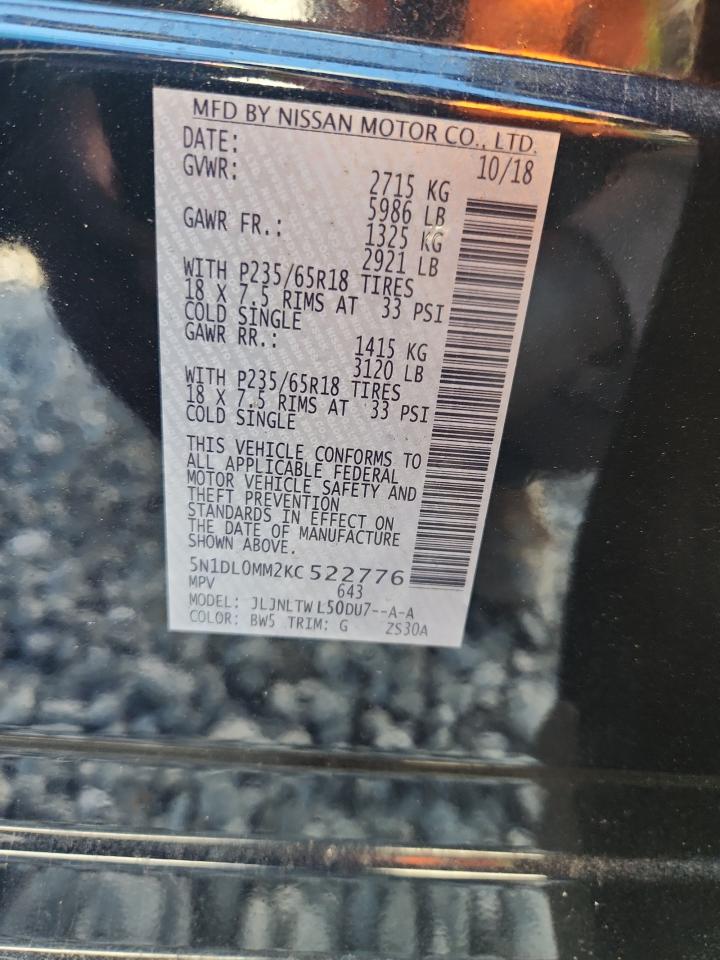 MFD BY NISSAN MOTOR CO., LTD.
DATE: 10/18
GVWR: 2715 KG
5986 LB
GAWR FR.: 1325 KG
2921 LB
WITH P235/65R18 TIRES
18 X 7.5 RIMS AT 33 PSI
COLD SINGLE
GAWR RR.: 1415 KG
3120 LB
WITH P235/65R18 TIRES
18 X 7.5 RIMS AT 33 PSI
COLD SINGLE
THIS VEHICLE CONFORMS TO
ALL APPLICABLE FEDERAL
MOTOR VEHICLE SAFETY AND
THEFT PREVENTION
STANDARDS IN EFFECT ON
THE DATE OF MANUFACTURE
SHOWN ABOVE.
5N1DL0MM2KC522776
MPV 643
MODEL: JLJNLTWL50DU7--A-A
COLOR: BW5 TRIM: G ZS30A